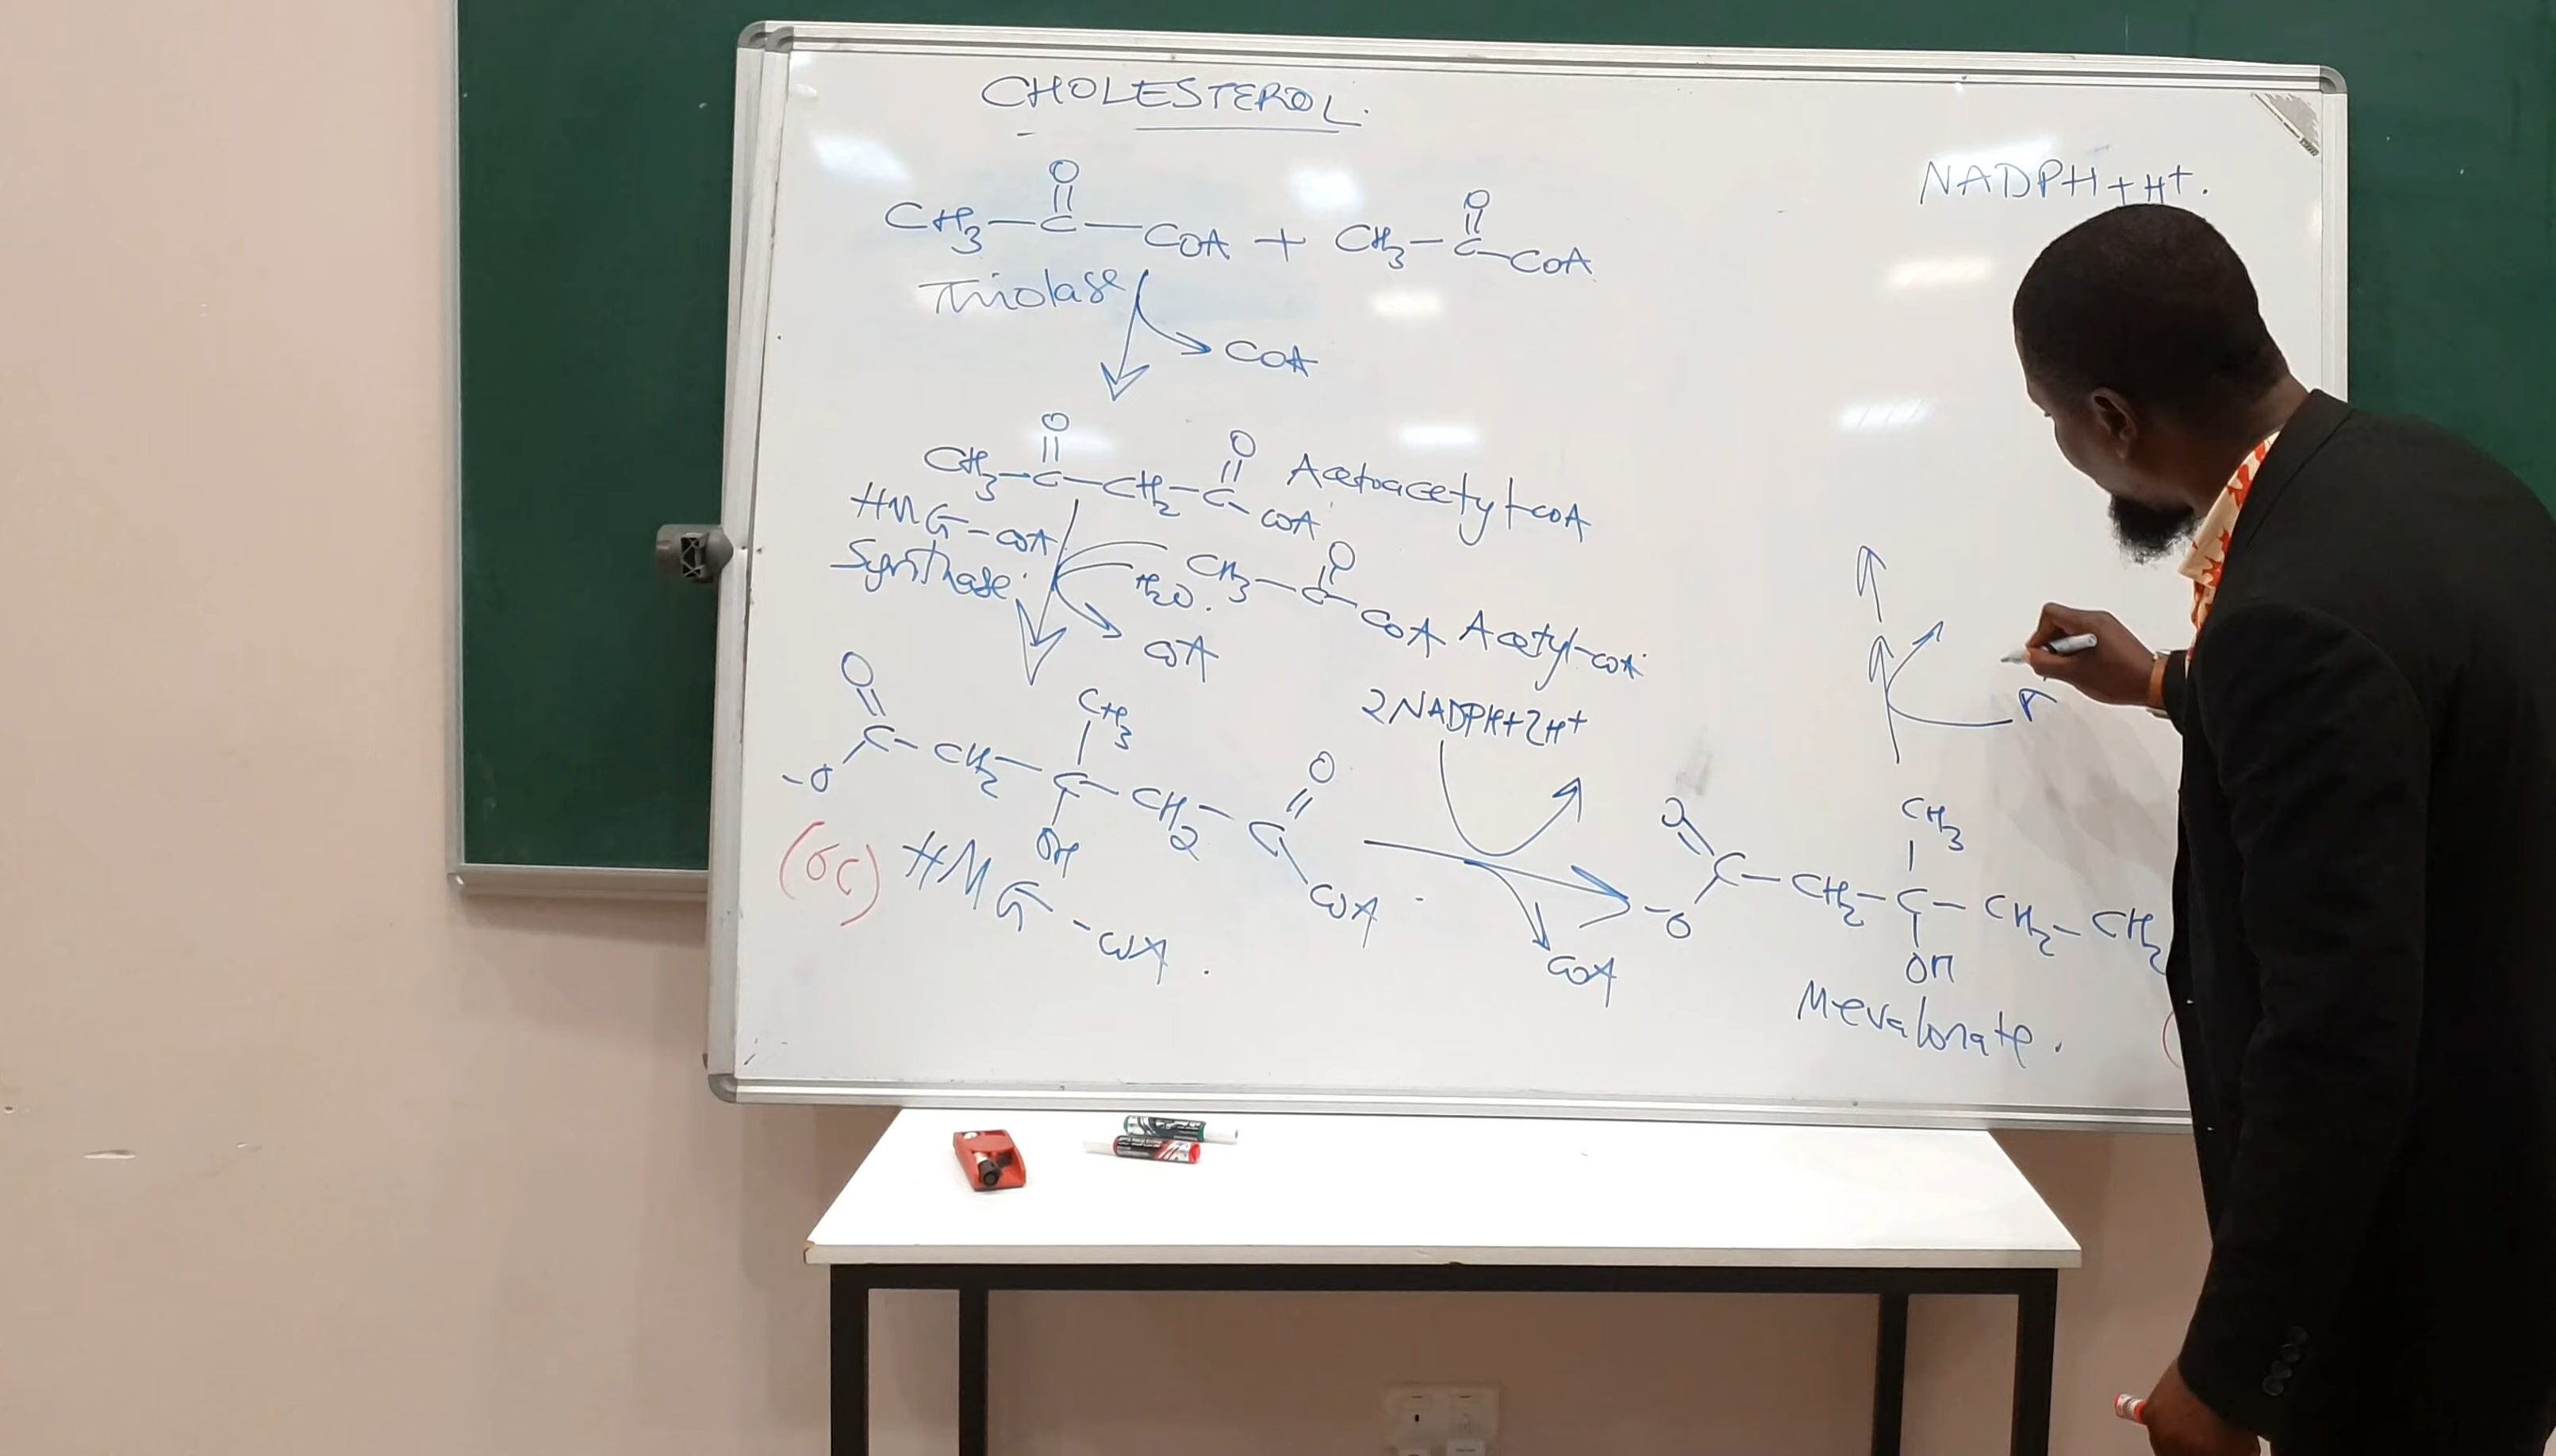 CHOLESTEROL.
NADPH + H+.
O O
CH3 — C — COA + CH3 — C — COA
Thiolase
COA
O O
CH3 — C — CH2 — C — COA Acetoacetyl-COA
HMG-COA
Synthase.
O
H2O. CH3 — C — COA Acetyl-COA
COA
2NADPH+2H+
O CH3 O
-O C — CH2 — C — CH2 — C COA
OH
(6C) HMG-COA.
COA
O CH3
-O C — CH2 — C — CH2 — CH2
OH
Mevalonate.